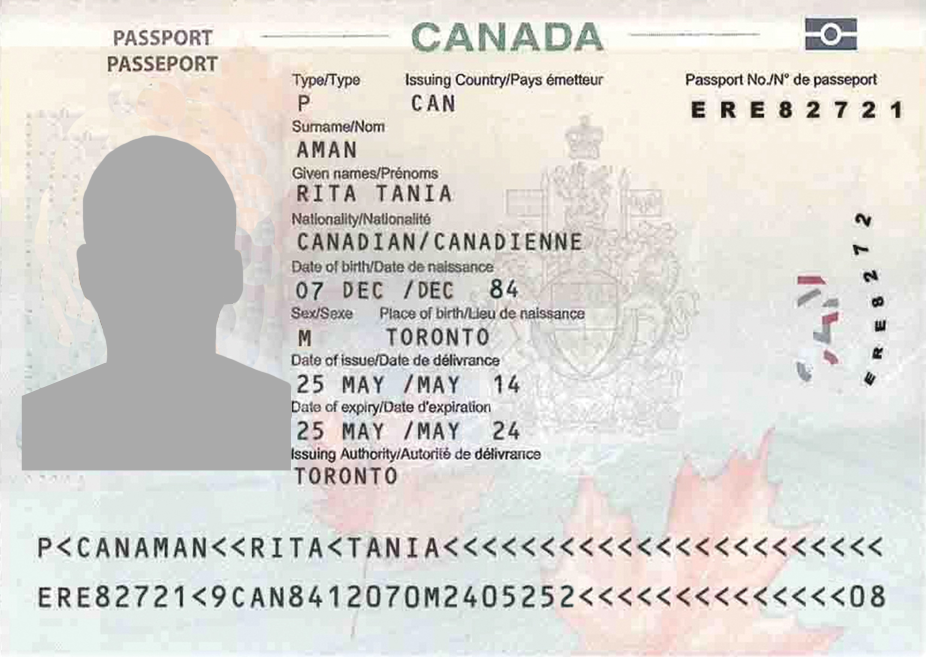 PASSPORT
PASSEPORT
CANADA
Type/Type Issuing Country/Pays émetteur Passport No./N° de passeport
P CAN ERE82721
Surname/Nom
AMAN
Given names/Prénoms
RITA TANIA
Nationality/Nationalité
CANADIAN/CANADIENNE
Date of birth/Date de naissance
07 DEC /DEC 84
Sex/Sexe Place of birth/Lieu de naissance
M TORONTO
Date of issue/Date de délivrance
25 MAY /MAY 14
Date of expiry/Date d'expiration
25 MAY /MAY 24
Issuing Authority/Autorité de délivrance
TORONTO
CAN
ERE8272
P<CANAMAN<<RITA<TANIA<<<<<<<<<<<<<<<<<<<<<<<
ERE82721<9CAN8412070M2405252<<<<<<<<<<<<<<08